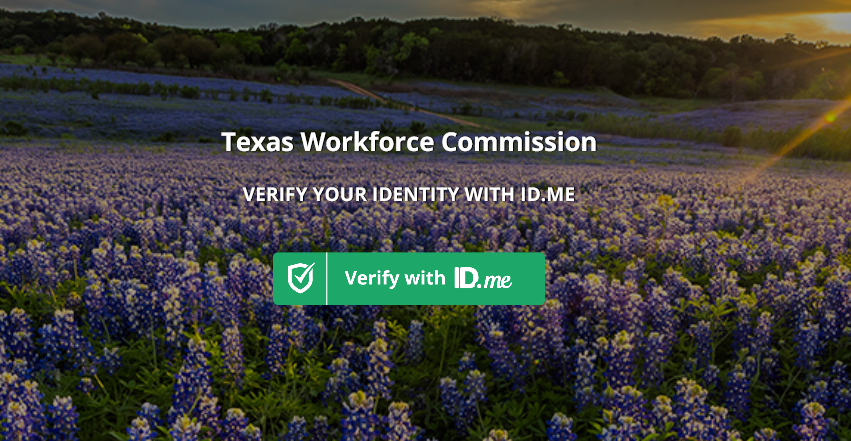 Texas Workforce Commission
VERIFY YOUR IDENTITY WITH ID.ME
Verify with ID.me